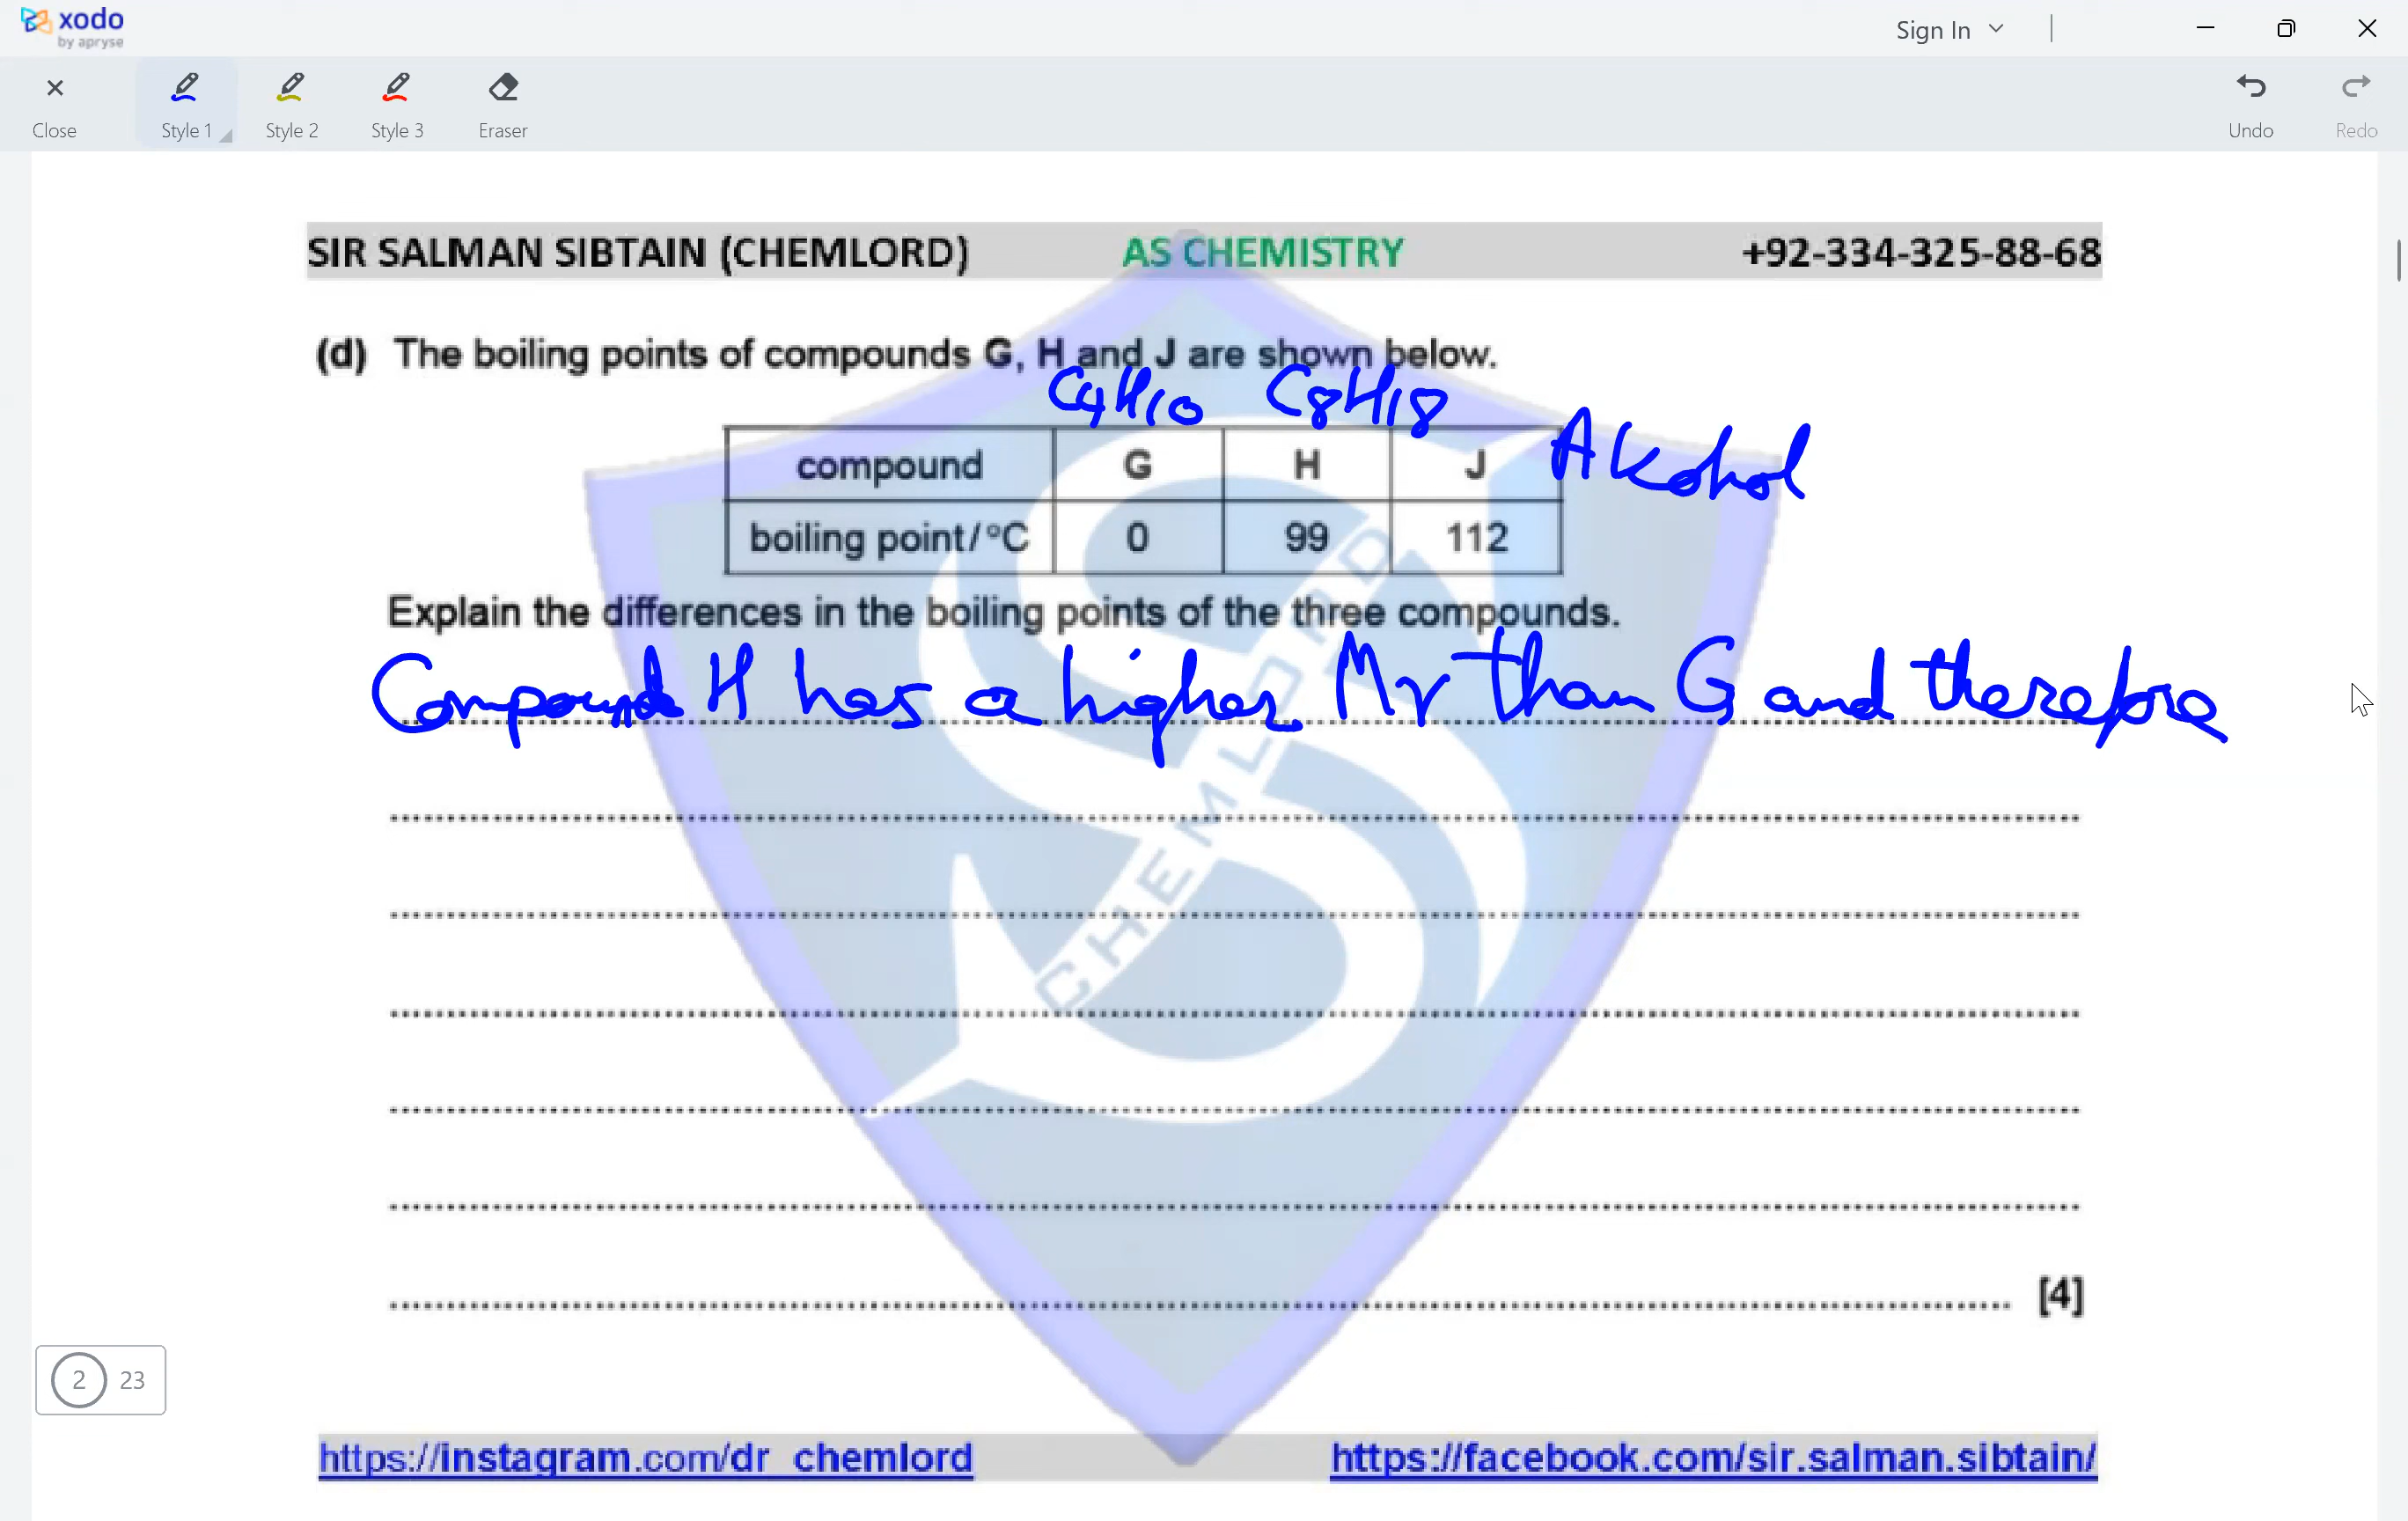 xodo
by apryse
Sign In
Close
Style 1
Style 2
Style 3
Eraser
Undo
Redo
SIR SALMAN SIBTAIN (CHEMLORD) AS CHEMISTRY +92-334-325-88-68
(d) The boiling points of compounds G, H and J are shown below.
C4H10 C8H18
Alcohol
compound G H J
boiling point/°C 0 99 112
Explain the differences in the boiling points of the three compounds.
Compound H has a higher Mr than G and therefore
CHEMLORD
[4]
2 23
https://instagram.com/dr_chemlord https://facebook.com/sir.salman.sibtain/